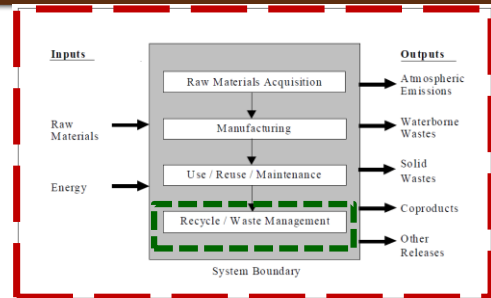 Inputs
Outputs
Raw Materials Acquisition
Atmospheric
Emissions
Raw
Materials
Manufacturing
Waterborne
Wastes
Use / Reuse / Maintenance
Solid
Wastes
Energy
Recycle / Waste Management
Coproducts
Other
Releases
System Boundary